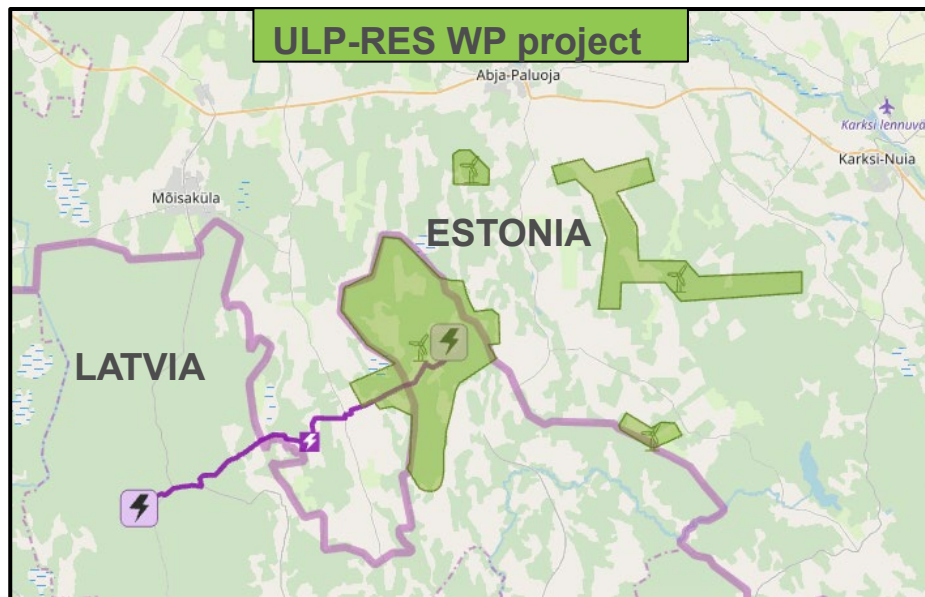 ULP-RES WP project
Abja-Paluoja
Karksi lennuvä
Karksi-Nuia
Mõisaküla
ESTONIA
LATVIA